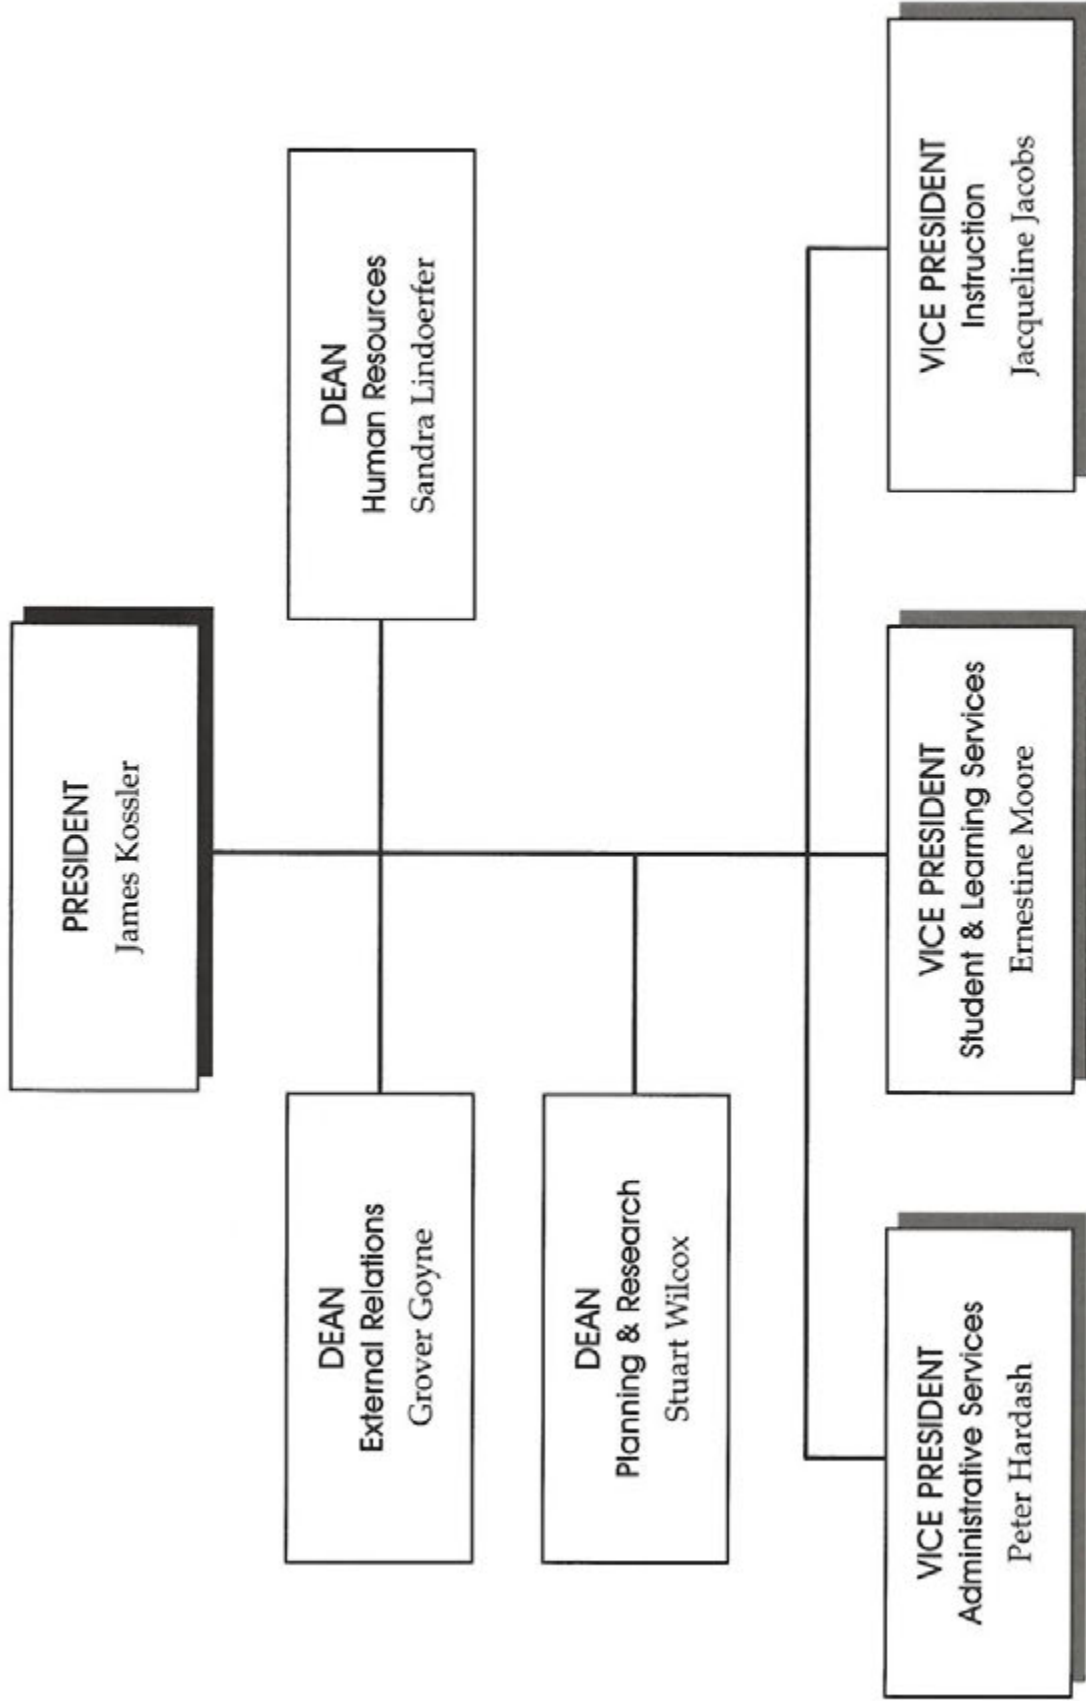 PRESIDENT
James Kossler
DEAN
External Relations
Grover Goyne
DEAN
Human Resources
Sandra Lindoerfer
DEAN
Planning & Research
Stuart Wilcox
VICE PRESIDENT
Administrative Services
Peter Hardash
VICE PRESIDENT
Student & Learning Services
Ernestine Moore
VICE PRESIDENT
Instruction
Jacqueline Jacobs